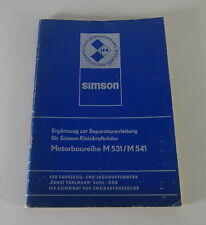 IFA
simson
Ergänzung zur Reparaturanleitung
für Simson-Kleinkrafträder
Motorbaureihe M 531/M 541
VEB FAHRZEUG- UND JAGDWAFFENWERK
„ERNST THÄLMANN" SUHL · DDR
IFA-KOMBINAT FÜR ZWEIRADFAHRZEUGE